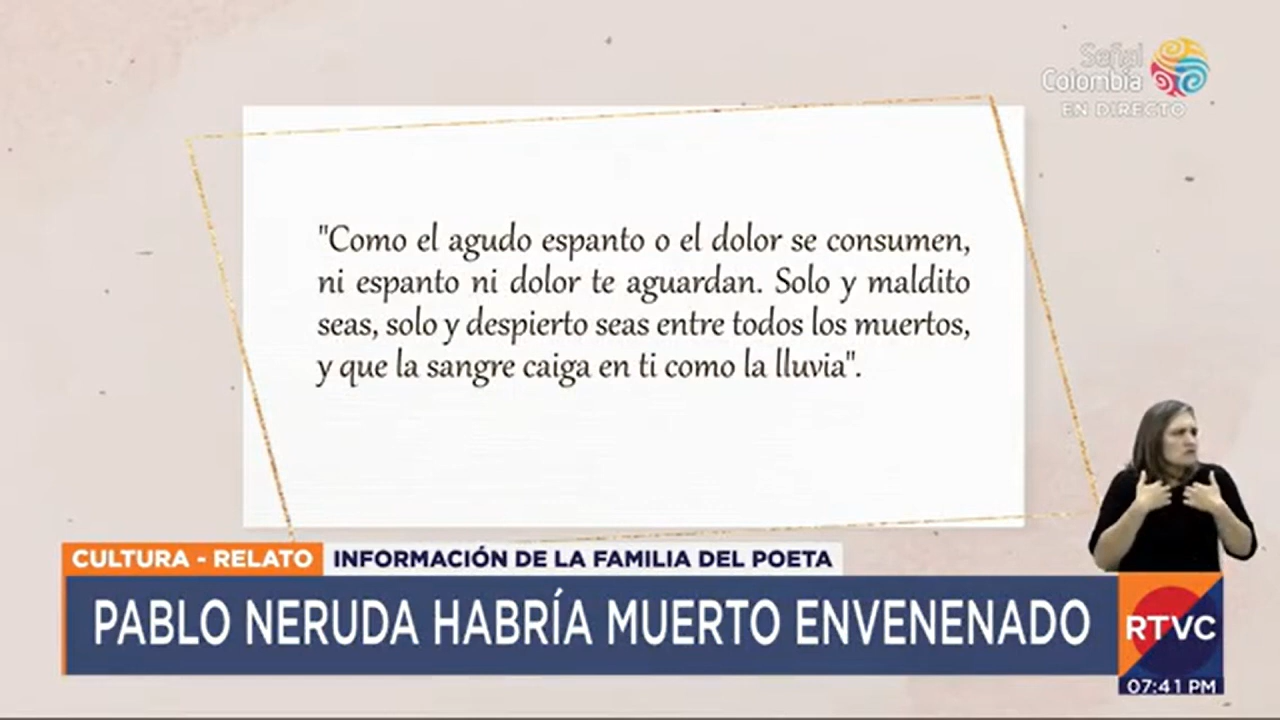 Señal
Colombia
EN DIRECTO
"Como el agudo espanto o el dolor se consumen,
ni espanto ni dolor te aguardan. Solo y maldito
seas, solo y despierto seas entre todos los muertos,
y que la sangre caiga en ti como la lluvia".
CULTURA - RELATO INFORMACIÓN DE LA FAMILIA DEL POETA
PABLO NERUDA HABRÍA MUERTO ENVENENADO
RTVC
07:41 PM